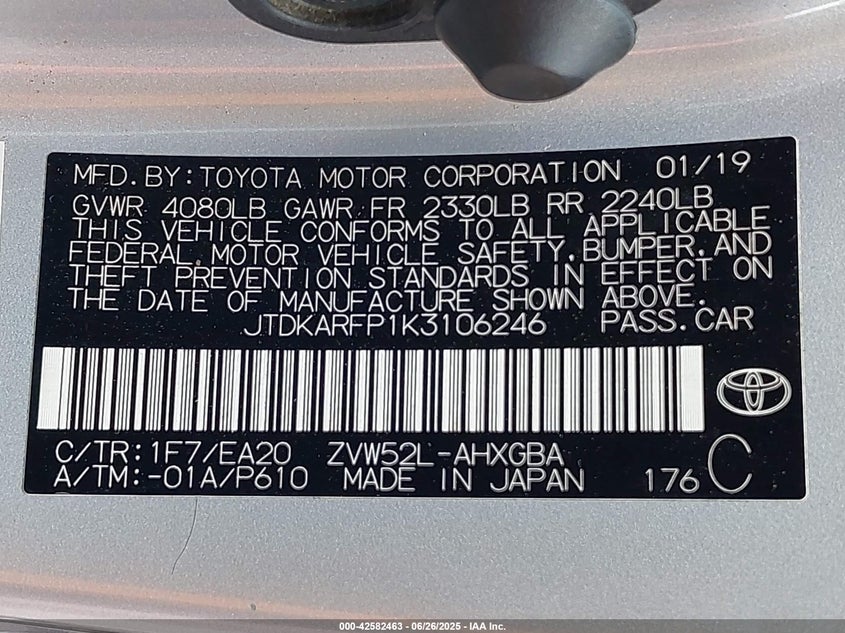 MFD.BY:TOYOTA MOTOR CORPORATION 01/19
GVWR 4080LB GAWR FR 2330LB RR 2240LB
THIS VEHICLE CONFORMS TO ALL APPLICABLE
FEDERAL MOTOR VEHICLE SAFETY,BUMPER,AND
THEFT PREVENTION STANDARDS IN EFFECT ON
THE DATE OF MANUFACTURE SHOWN ABOVE.
JTDKARFP1K3106246 PASS.CAR
C/TR:1F7/EA20 ZVW52L-AHXGBA
A/TM:-01A/P610 MADE IN JAPAN 176 C
000-42582463 - 06/26/2025 - IAA Inc.